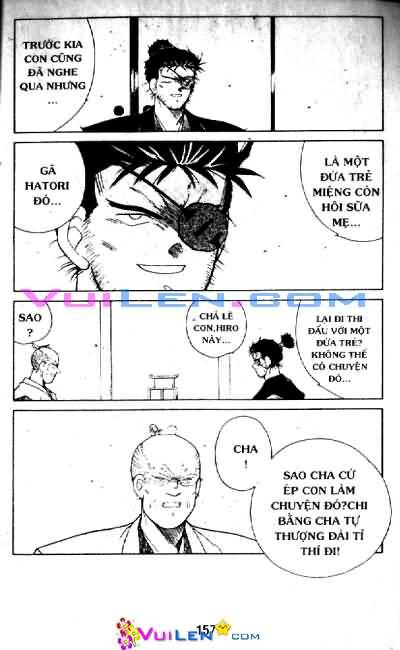 TRƯỚC KIA
CON CŨNG
ĐÃ NGHE
QUA NHƯNG
...
LÀ MỘT
ĐỨA TRẺ
MIỆNG CÒN
HÔI SỮA
MẸ...
GÃ
HATORI
ĐÓ...
VUILEN.COM
SAO
?
CHẢ LẼ
CON,HIRO
NÀY...
LẠI ĐI THI
ĐẤU VỚI MỘT
ĐỨA TRẺ?
KHÔNG THỂ
CÓ CHUYỆN
ĐÓ...
CHA
!
SAO CHA CỨ
ÉP CON LÀM
CHUYỆN ĐÓ?CHI
BẰNG CHA TỰ
THƯỢNG ĐÀI TỈ
THÍ ĐI!
157
VUILEN.COM